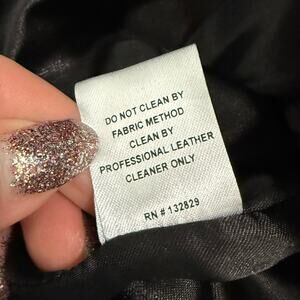 DO NOT CLEAN BY
FABRIC METHOD
CLEAN BY
PROFESSIONAL LEATHER
CLEANER ONLY
RN # 132829